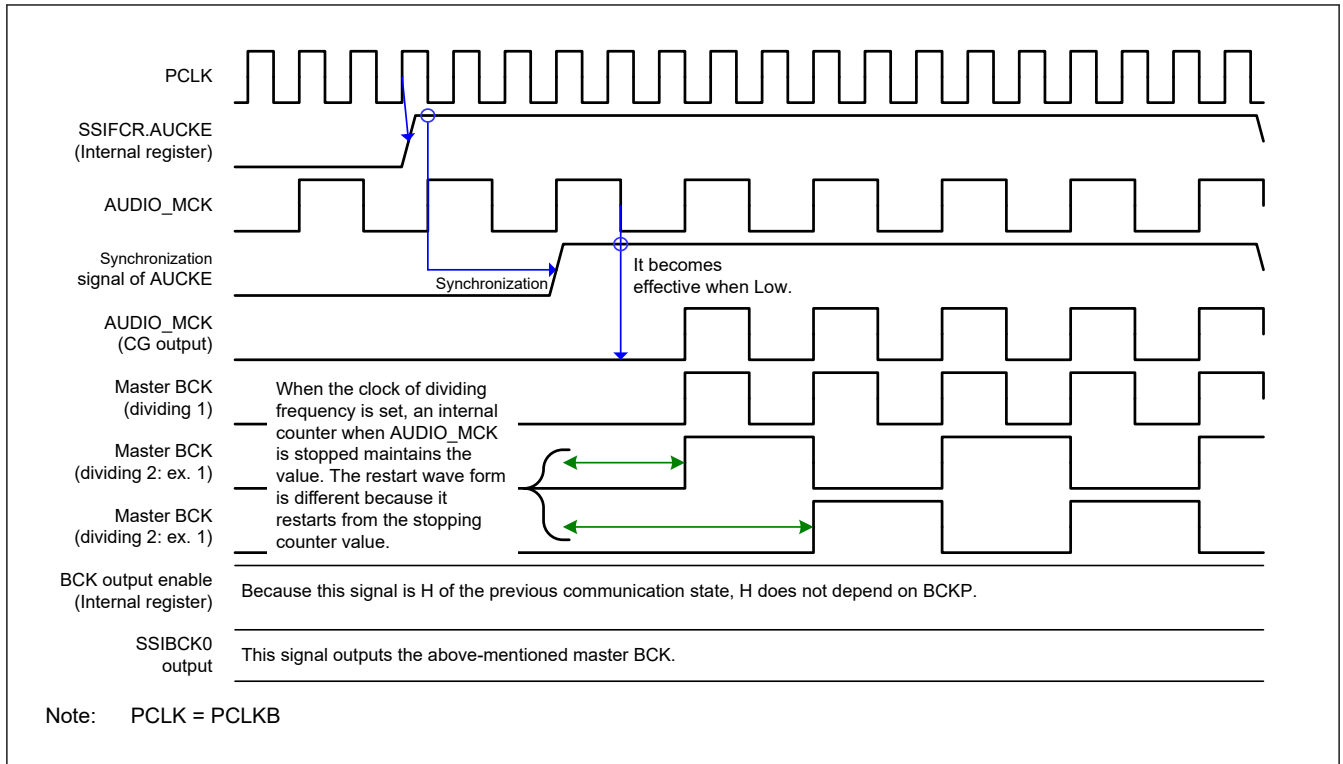 PCLK
SSIFCR.AUCKE
(Internal register)
AUDIO_MCK
Synchronization
signal of AUCKE
Synchronization
It becomes
effective when Low.
AUDIO_MCK
(CG output)
Master BCK
(dividing 1)
Master BCK
(dividing 2: ex. 1)
Master BCK
(dividing 2: ex. 1)
When the clock of dividing
frequency is set, an internal
counter when AUDIO_MCK
is stopped maintains the
value. The restart wave form
is different because it
restarts from the stopping
counter value.
BCK output enable
(Internal register)
Because this signal is H of the previous communication state, H does not depend on BCKP.
SSIBCK0
output
This signal outputs the above-mentioned master BCK.
Note: PCLK = PCLKB